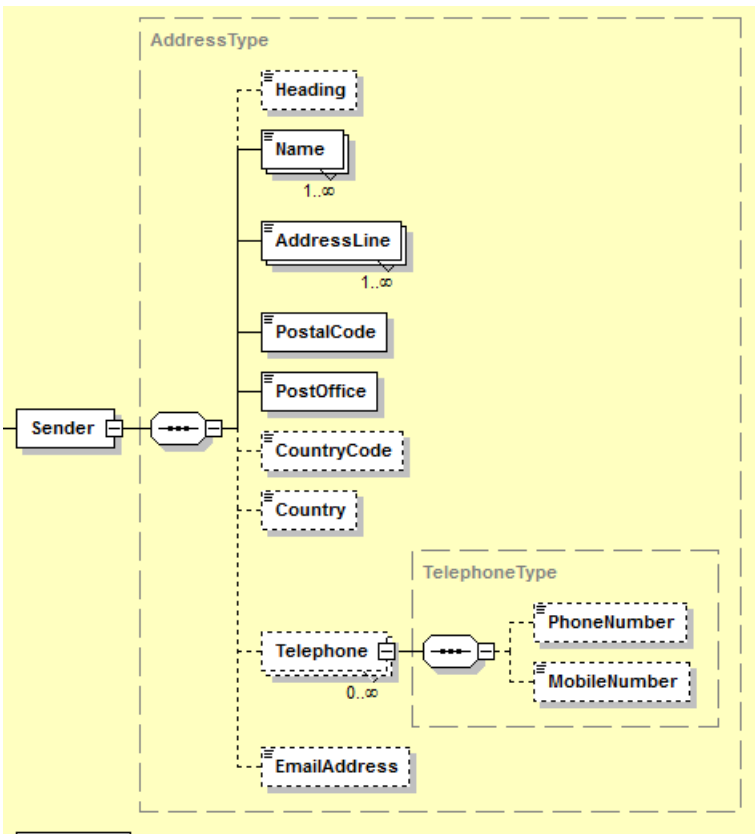 AddressType
Heading
Name
1..∞
AddressLine
1..∞
PostalCode
PostOffice
Sender
CountryCode
Country
TelephoneType
PhoneNumber
Telephone
MobileNumber
0..∞
EmailAddress